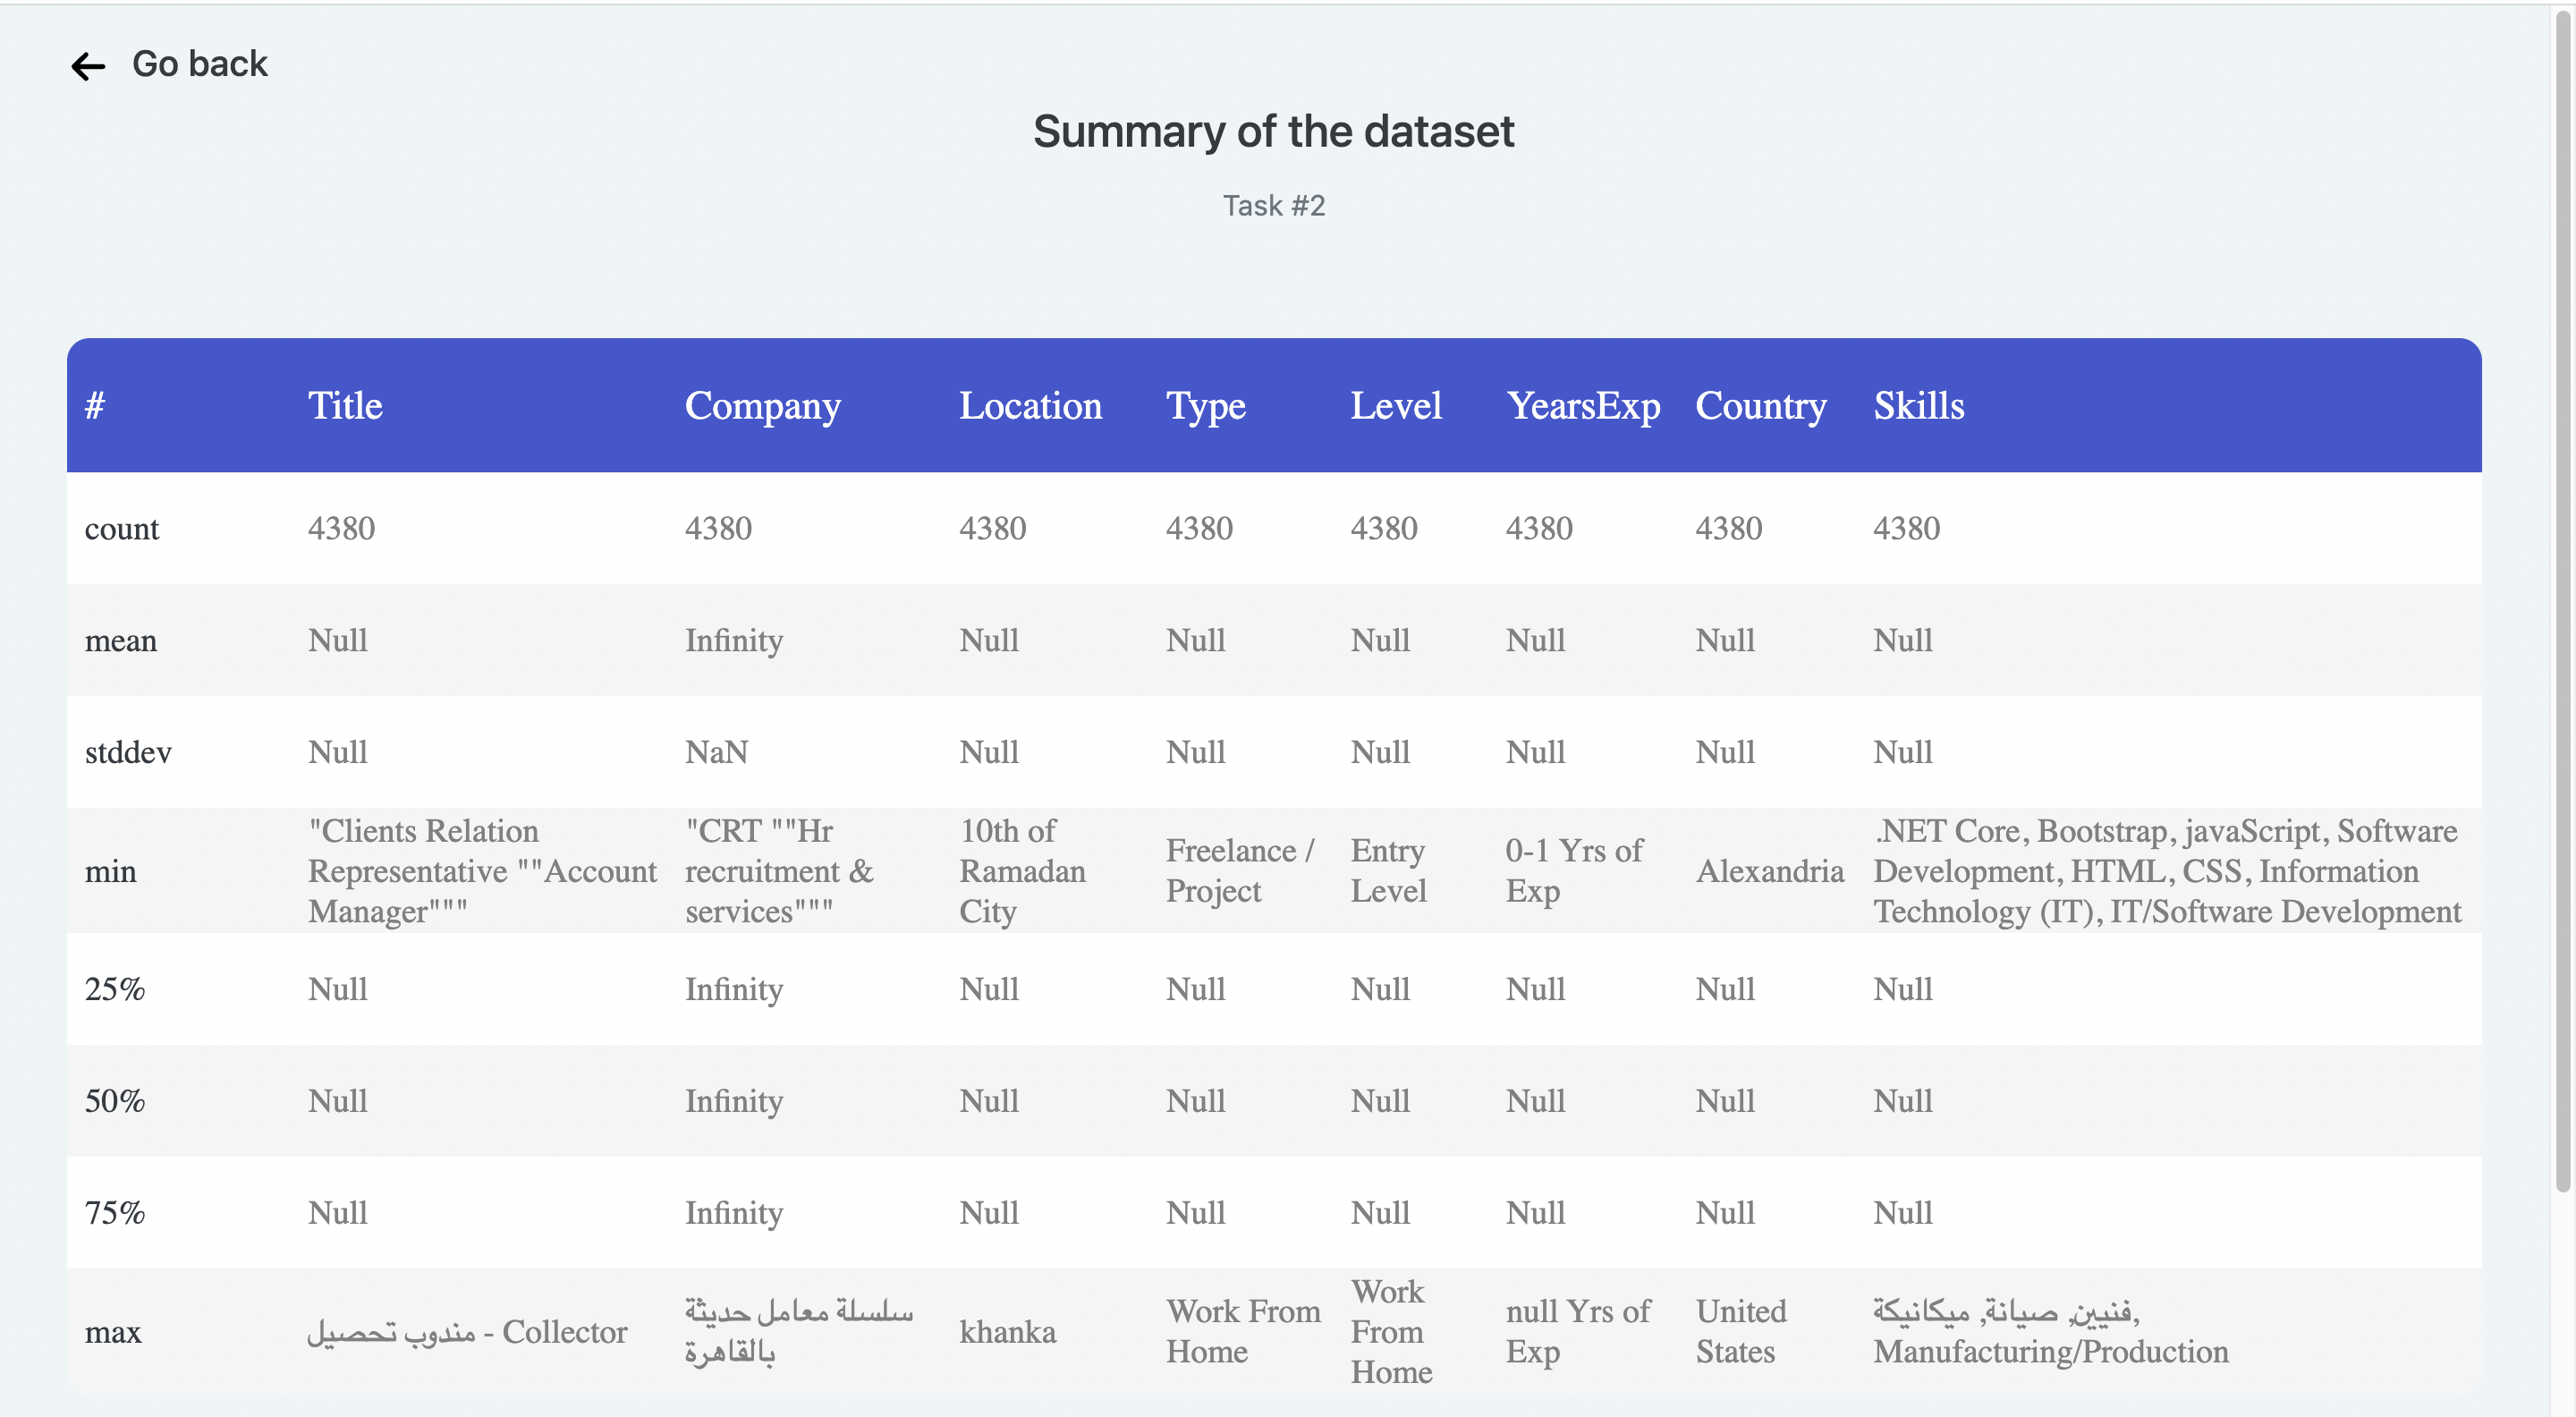 ← Go back
Summary of the dataset
Task #2
# Title Company Location Type Level YearsExp Country Skills
count 4380 4380 4380 4380 4380 4380 4380 4380
mean Null Infinity Null Null Null Null Null Null
stddev Null NaN Null Null Null Null Null Null
min
"Clients Relation
Representative ""Account
Manager"""
"CRT ""Hr
recruitment &
services"""
10th of
Ramadan
City
Freelance /
Project
Entry
Level
0-1 Yrs of
Exp
Alexandria
.NET Core, Bootstrap, javaScript, Software
Development, HTML, CSS, Information
Technology (IT), IT/Software Development
25% Null Infinity Null Null Null Null Null Null
50% Null Infinity Null Null Null Null Null Null
75% Null Infinity Null Null Null Null Null Null
max
مندوب تحصيل - Collector
سلسلة معامل حديثة
بالقاهرة
khanka
Work From
Home
Work
From
Home
null Yrs of
Exp
United
States
فنيين, صيانة, ميكانيكة,
Manufacturing/Production